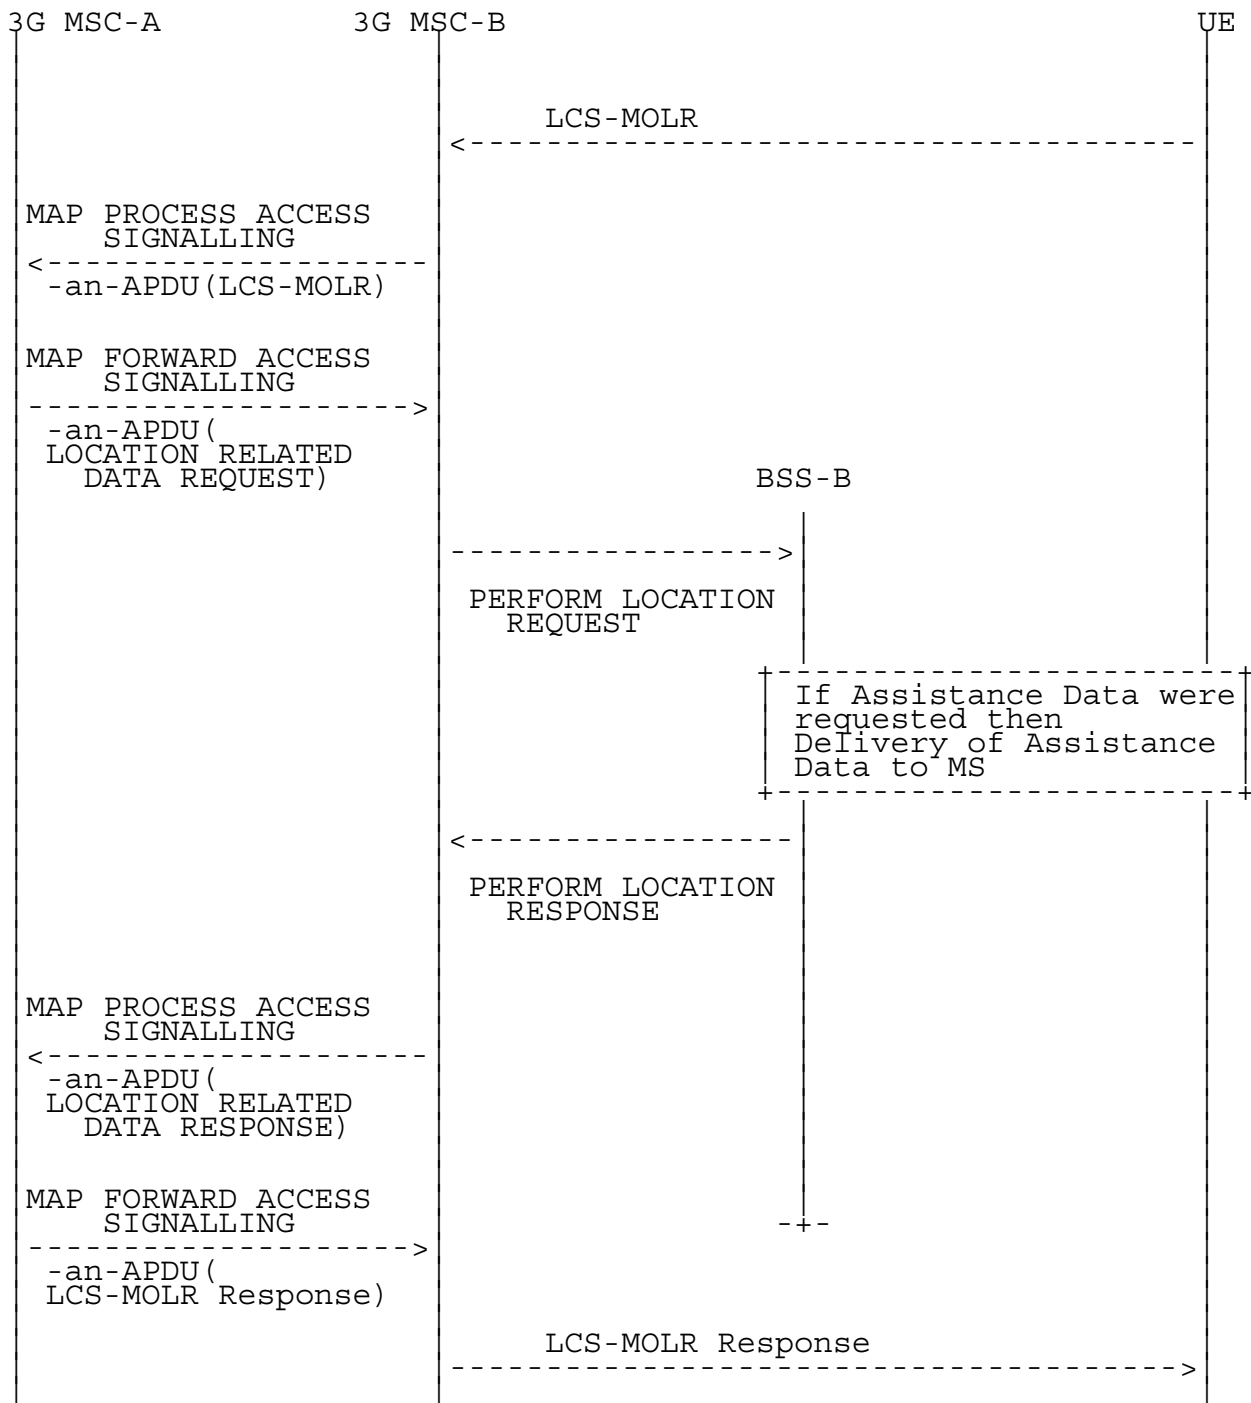 3G MSC-A 3G MSC-B UE
LCS-MOLR
MAP PROCESS ACCESS
SIGNALLING
-an-APDU(LCS-MOLR)
MAP FORWARD ACCESS
SIGNALLING
-an-APDU(
LOCATION RELATED
DATA REQUEST)
BSS-B
PERFORM LOCATION
REQUEST
If Assistance Data were
requested then
Delivery of Assistance
Data to MS
PERFORM LOCATION
RESPONSE
MAP PROCESS ACCESS
SIGNALLING
-an-APDU(
LOCATION RELATED
DATA RESPONSE)
MAP FORWARD ACCESS
SIGNALLING
-an-APDU(
LCS-MOLR Response)
LCS-MOLR Response